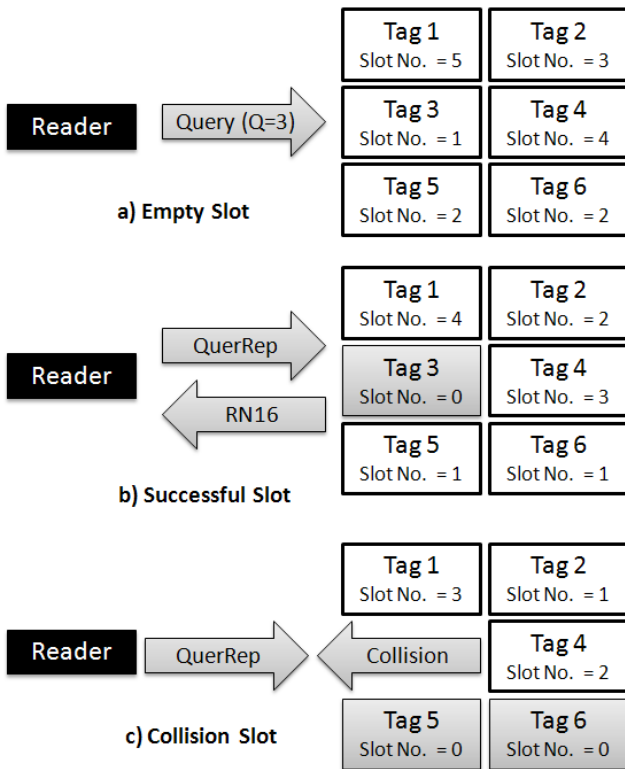 Tag 1
Slot No. = 5
Tag 2
Slot No. = 3
Reader
Query (Q=3)
Tag 3
Slot No. = 1
Tag 4
Slot No. = 4
Tag 5
Slot No. = 2
Tag 6
Slot No. = 2
a) Empty Slot
Tag 1
Slot No. = 4
Tag 2
Slot No. = 2
Reader
QuerRep
RN16
Tag 3
Slot No. = 0
Tag 4
Slot No. = 3
Tag 5
Slot No. = 1
Tag 6
Slot No. = 1
b) Successful Slot
Tag 1
Slot No. = 3
Tag 2
Slot No. = 1
Reader
QuerRep
Collision
Tag 4
Slot No. = 2
Tag 5
Slot No. = 0
Tag 6
Slot No. = 0
c) Collision Slot